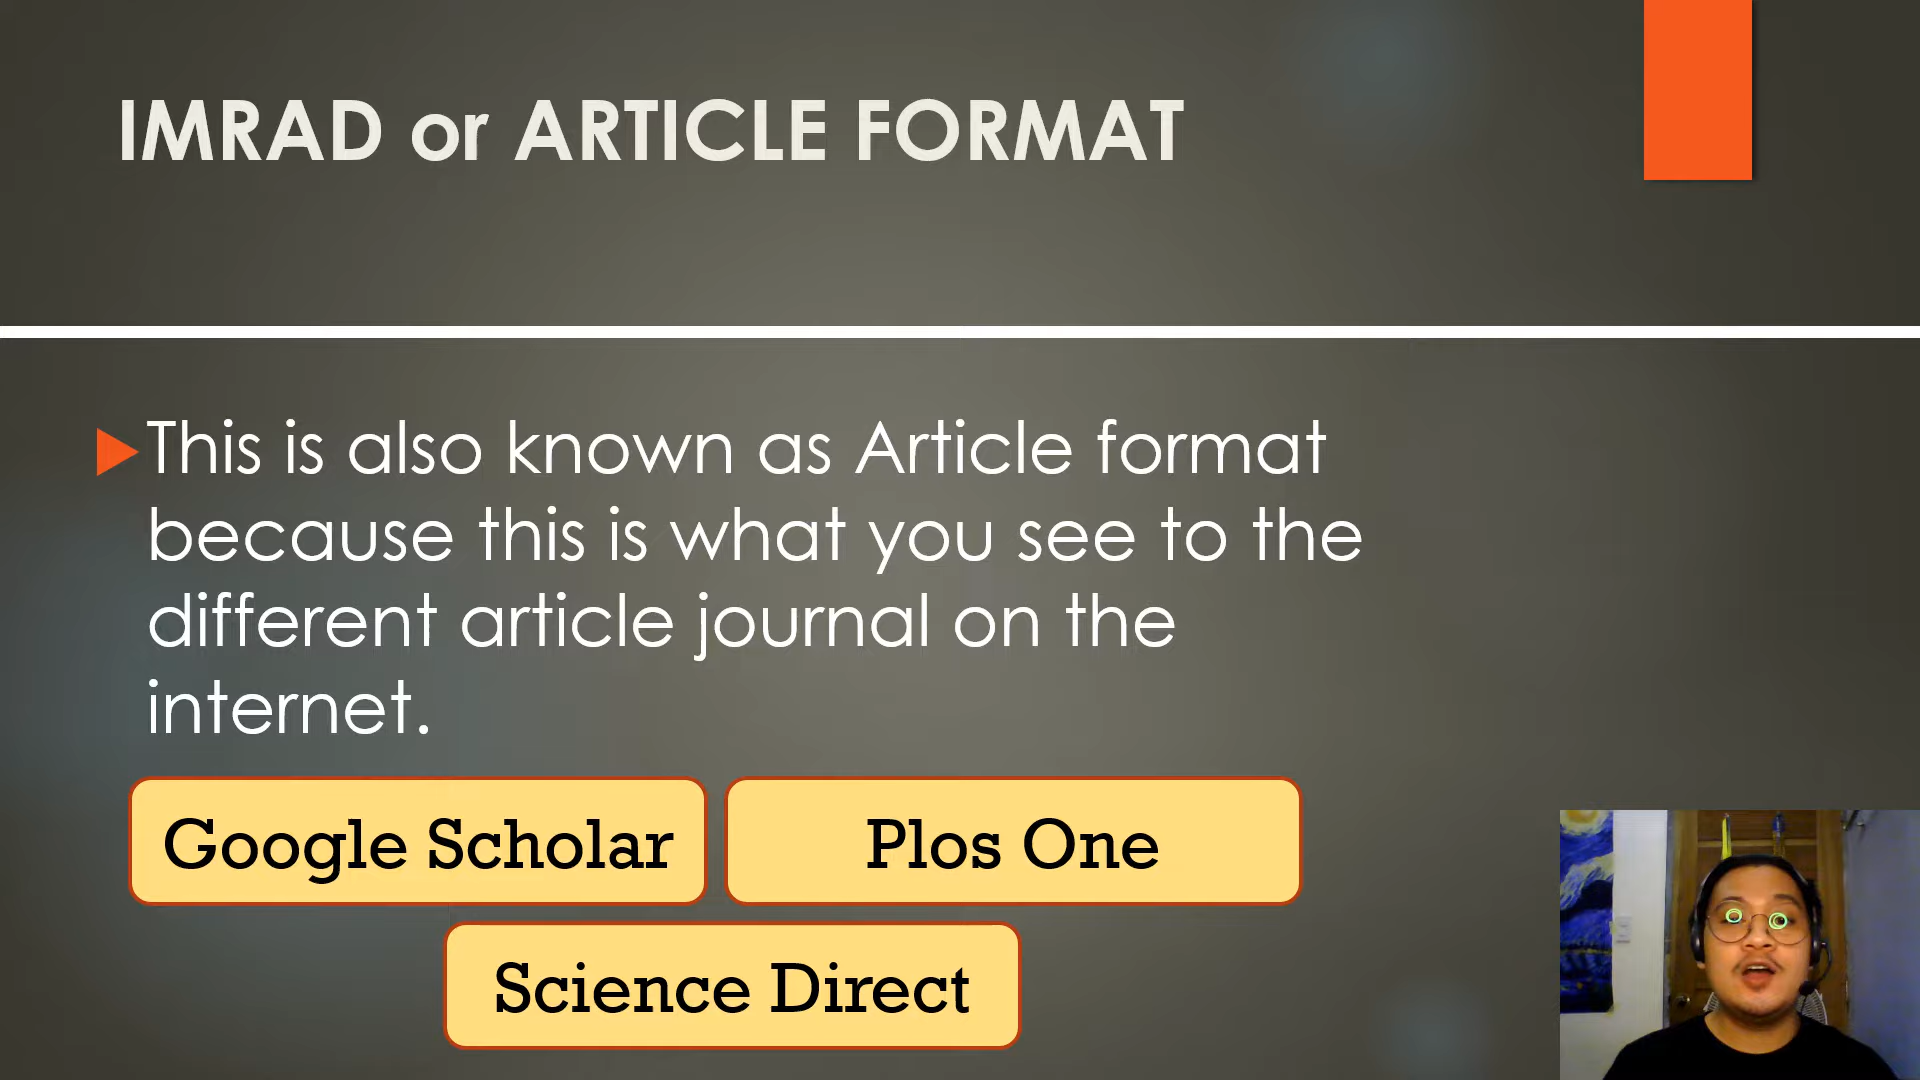 IMRAD or ARTICLE FORMAT
This is also known as Article format
because this is what you see to the
different article journal on the
internet.
Google Scholar
Plos One
Science Direct